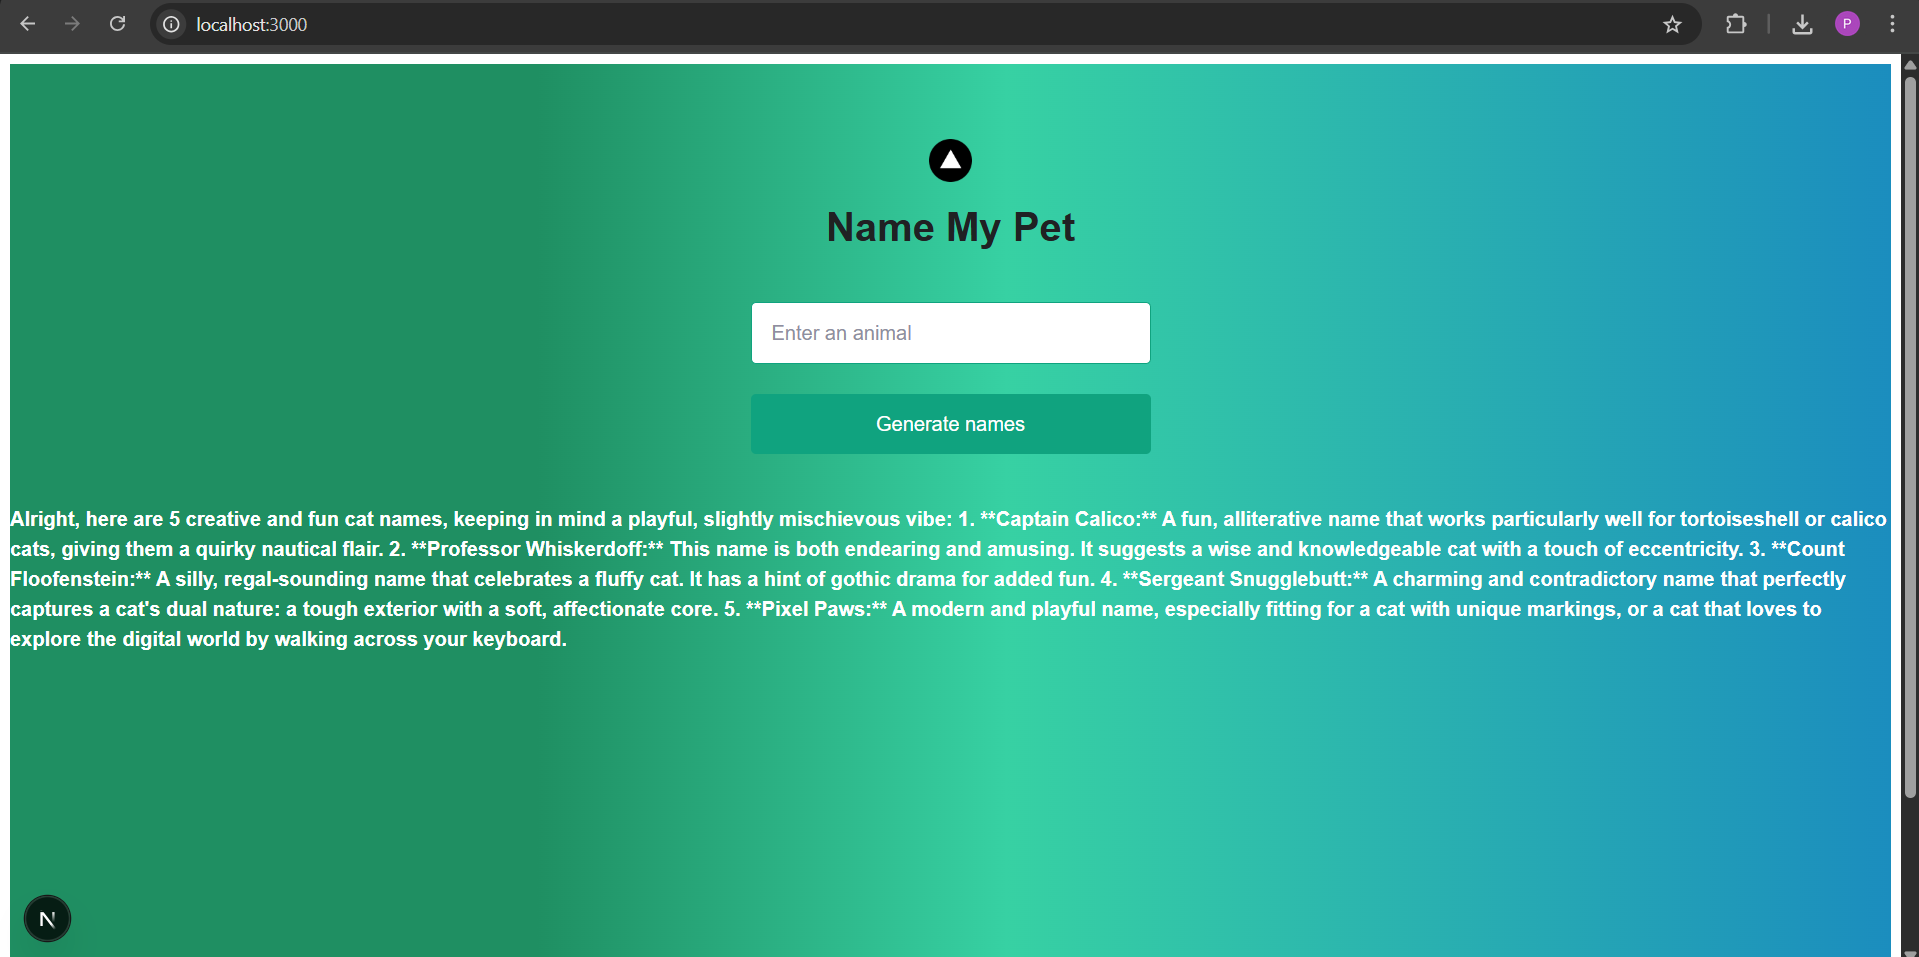 localhost:3000
P
Name My Pet
Enter an animal
Generate names
Alright, here are 5 creative and fun cat names, keeping in mind a playful, slightly mischievous vibe: 1. **Captain Calico:** A fun, alliterative name that works particularly well for tortoiseshell or calico
cats, giving them a quirky nautical flair. 2. **Professor Whiskerdoff:** This name is both endearing and amusing. It suggests a wise and knowledgeable cat with a touch of eccentricity. 3. **Count
Floofenstein:** A silly, regal-sounding name that celebrates a fluffy cat. It has a hint of gothic drama for added fun. 4. **Sergeant Snugglebutt:** A charming and contradictory name that perfectly
captures a cat's dual nature: a tough exterior with a soft, affectionate core. 5. **Pixel Paws:** A modern and playful name, especially fitting for a cat with unique markings, or a cat that loves to
explore the digital world by walking across your keyboard.
N